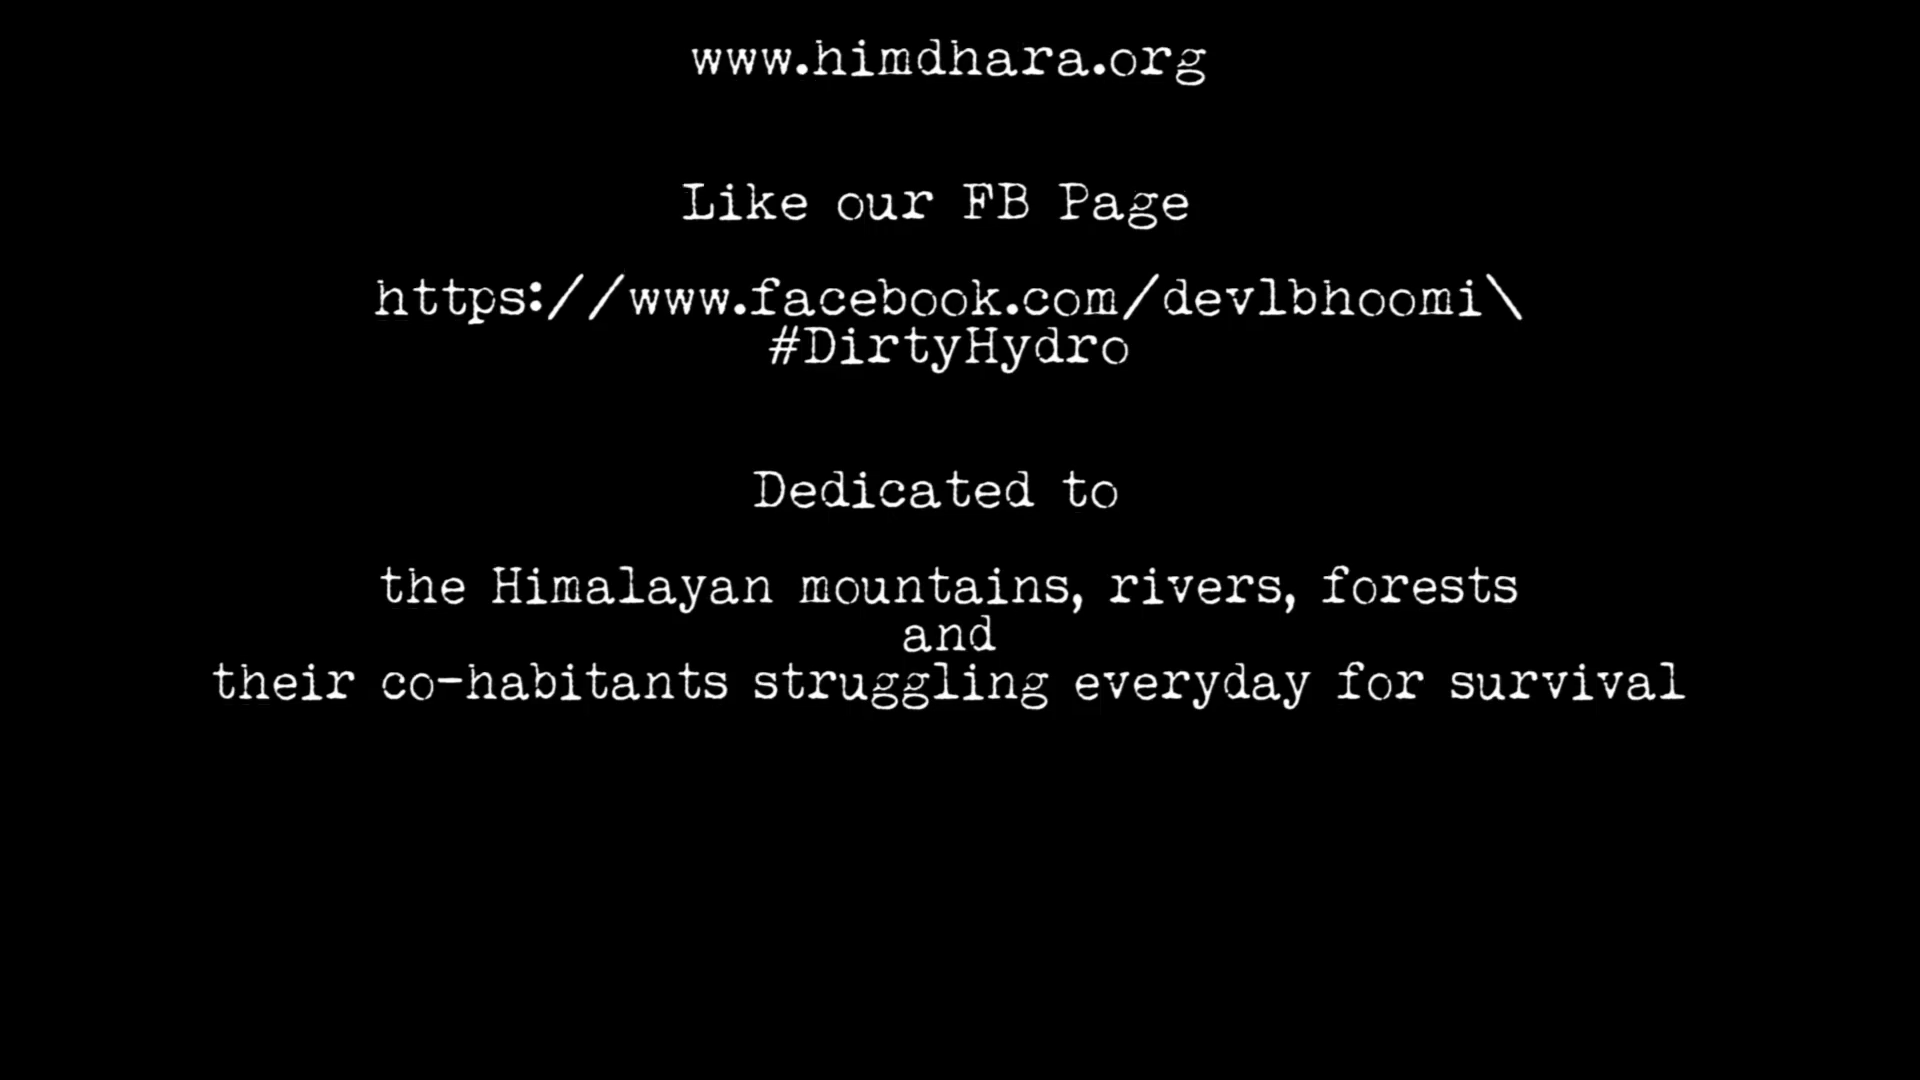 www.himdhara.org
Like our FB Page
https://www.facebook.com/devlbhoomi\
#DirtyHydro
Dedicated to
the Himalayan mountains, rivers, forests
and
their co-habitants struggling everyday for survival